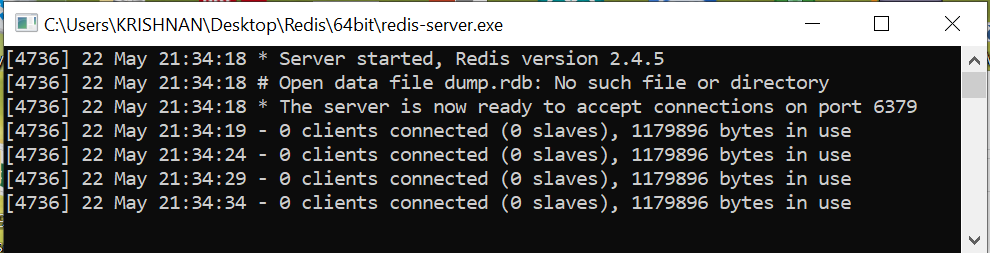 C:\Users\KRISHNAN\Desktop\Redis\64bit\redis-server.exe
[4736] 22 May 21:34:18 * Server started, Redis version 2.4.5
[4736] 22 May 21:34:18 # Open data file dump.rdb: No such file or directory
[4736] 22 May 21:34:18 * The server is now ready to accept connections on port 6379
[4736] 22 May 21:34:19 - 0 clients connected (0 slaves), 1179896 bytes in use
[4736] 22 May 21:34:24 - 0 clients connected (0 slaves), 1179896 bytes in use
[4736] 22 May 21:34:29 - 0 clients connected (0 slaves), 1179896 bytes in use
[4736] 22 May 21:34:34 - 0 clients connected (0 slaves), 1179896 bytes in use